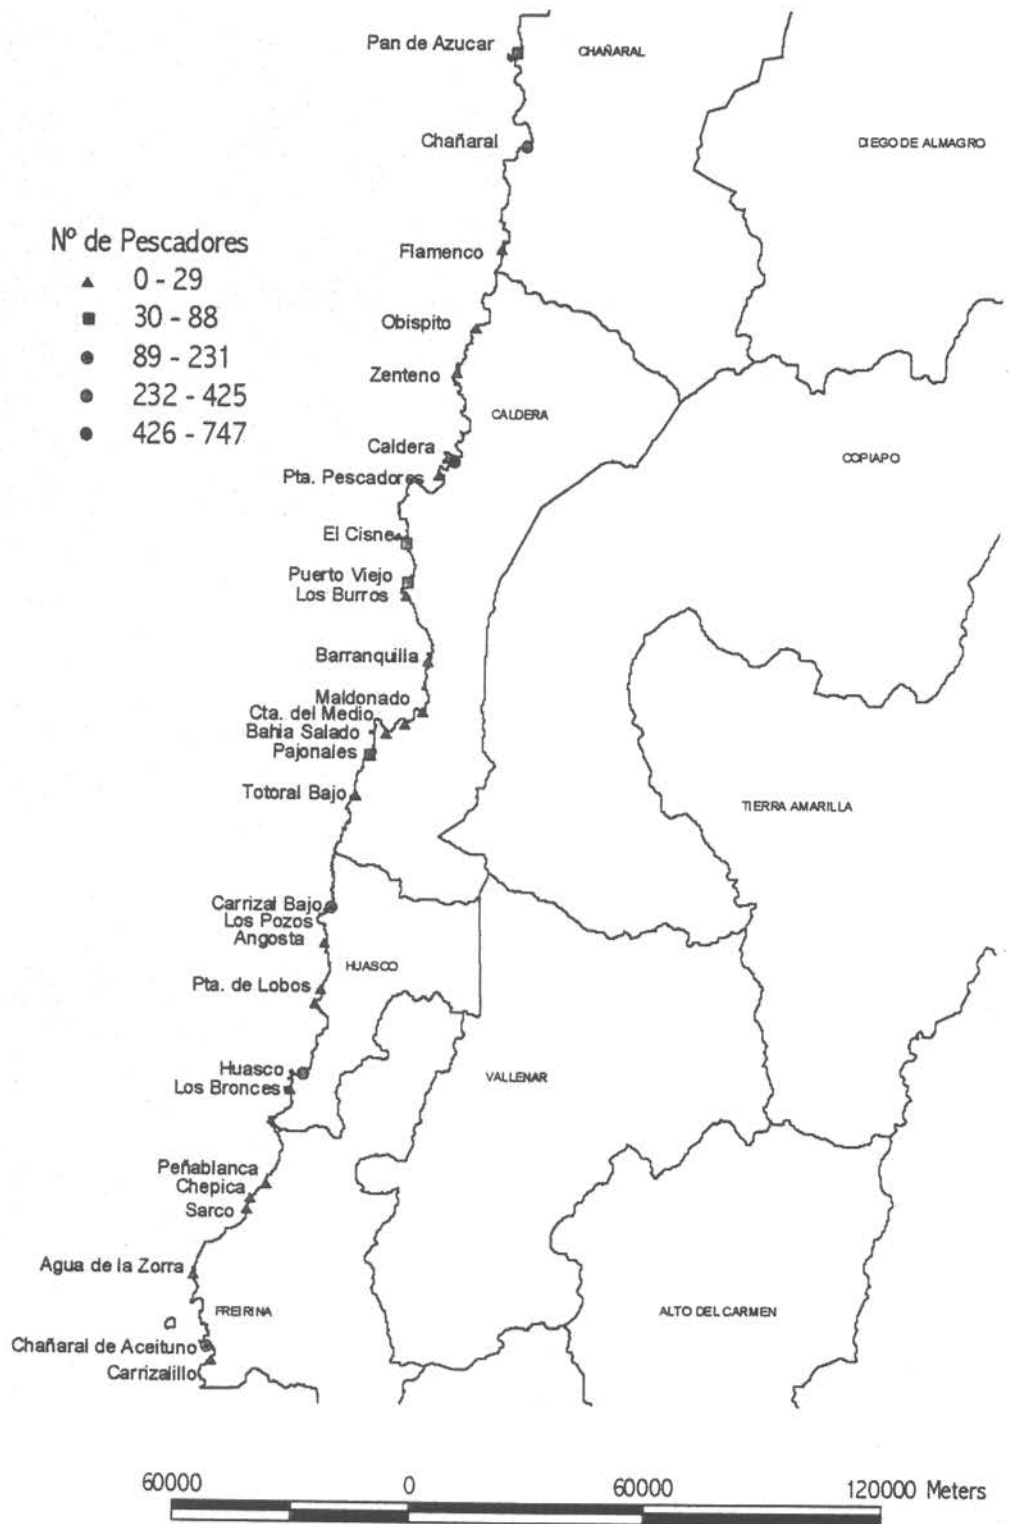 Pan de Azucar
CHAÑARAL
Chañaral
DIEGO DE ALMAGRO
Nº de Pescadores
0 - 29
30 - 88
89 - 231
232 - 425
426 - 747
Flamenco
Obispito
Zenteno
CALDERA
Caldera
COPIAPO
Pta. Pescadores
El Cisne
Puerto Viejo
Los Burros
Barranquilla
Maldonado
Cta. del Medio
Bahia Salado
Pajonales
Totoral Bajo
TIERRA AMARILLA
Carrizal Bajo
Los Pozos
Angosta
HUASCO
Pta. de Lobos
Huasco
VALLENAR
Los Bronces
Peñablanca
Chepica
Sarco
Agua de la Zorra
FREIRINA
ALTO DEL CARMEN
Chañaral de Aceituno
Carrizalillo
60000 0 60000 120000 Meters